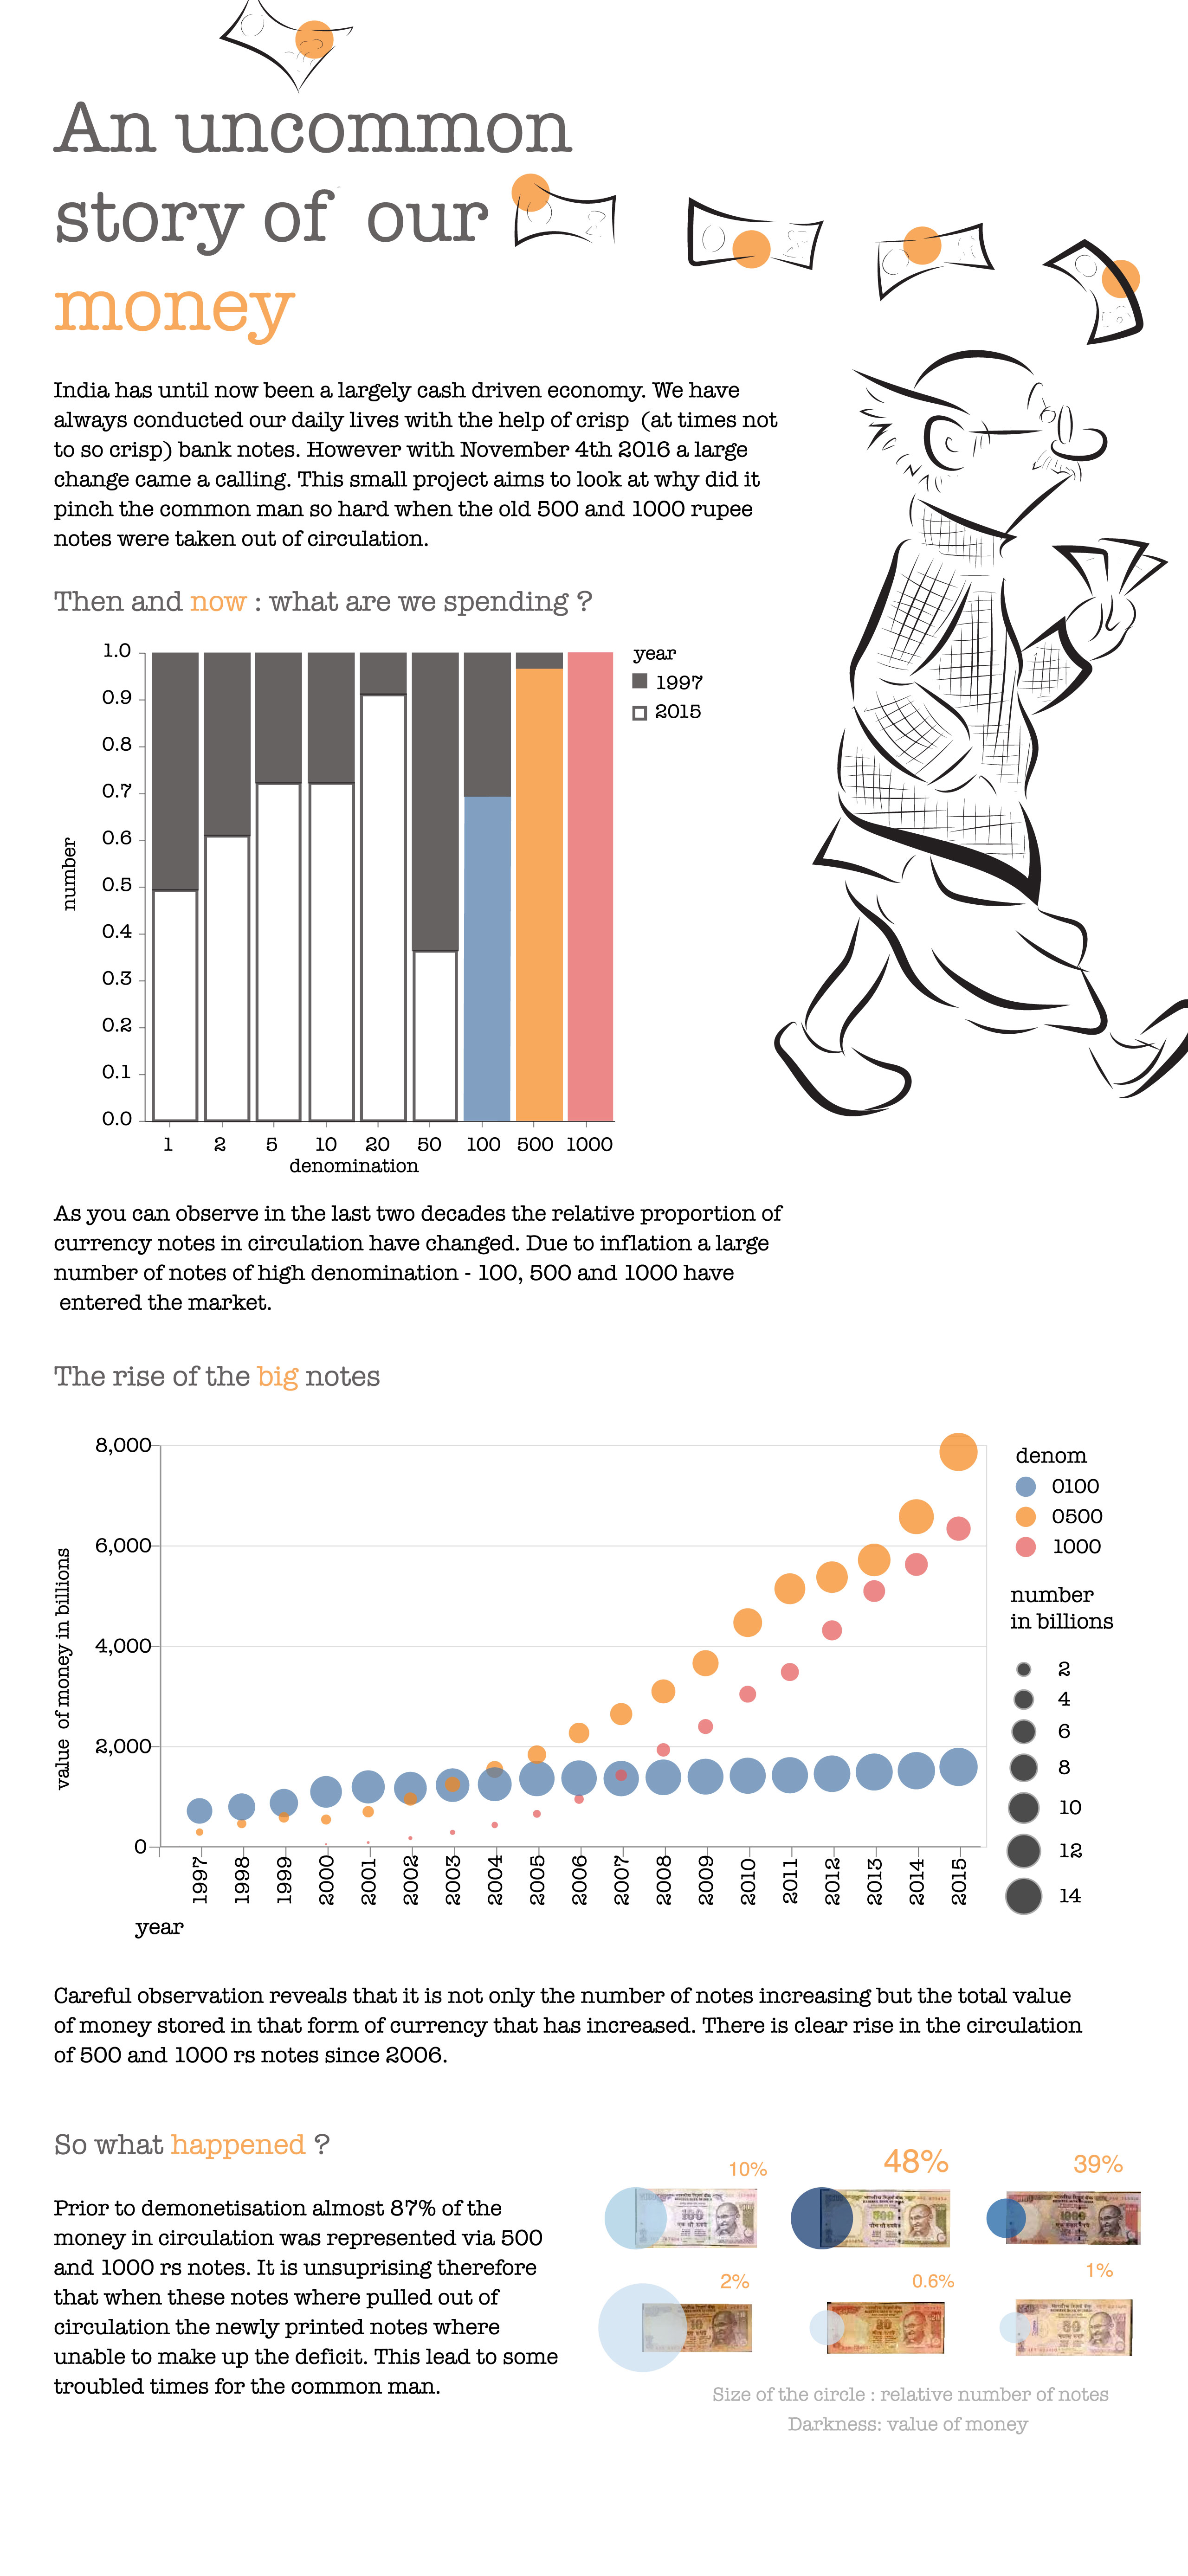 An uncommon
story of our
money
India has until now been a largely cash driven economy. We have
always conducted our daily lives with the help of crisp (at times not
to so crisp) bank notes. However with November 4th 2016 a large
change came a calling. This small project aims to look at why did it
pinch the common man so hard when the old 500 and 1000 rupee
notes were taken out of circulation.
Then and now : what are we spending ?
1.0
0.9
0.8
0.7
0.6
0.5
0.4
0.3
0.2
0.1
0.0
number
1 2 5 10 20 50 100 500 1000
denomination
year
1997
2015
As you can observe in the last two decades the relative proportion of
currency notes in circulation have changed. Due to inflation a large
number of notes of high denomination - 100, 500 and 1000 have
entered the market.
The rise of the big notes
8,000
6,000
4,000
2,000
0
value of money in billions
1997 1998 1999 2000 2001 2002 2003 2004 2005 2006 2007 2008 2009 2010 2011 2012 2013 2014 2015
year
denom
0100
0500
1000
number
in billions
2
4
6
8
10
12
14
Careful observation reveals that it is not only the number of notes increasing but the total value
of money stored in that form of currency that has increased. There is clear rise in the circulation
of 500 and 1000 rs notes since 2006.
So what happened ?
Prior to demonetisation almost 87% of the
money in circulation was represented via 500
and 1000 rs notes. It is unsuprising therefore
that when these notes where pulled out of
circulation the newly printed notes where
unable to make up the deficit. This lead to some
troubled times for the common man.
10% 48% 39%
100 500 1000
2% 0.6% 1%
10 20 50
Size of the circle : relative number of notes
Darkness: value of money